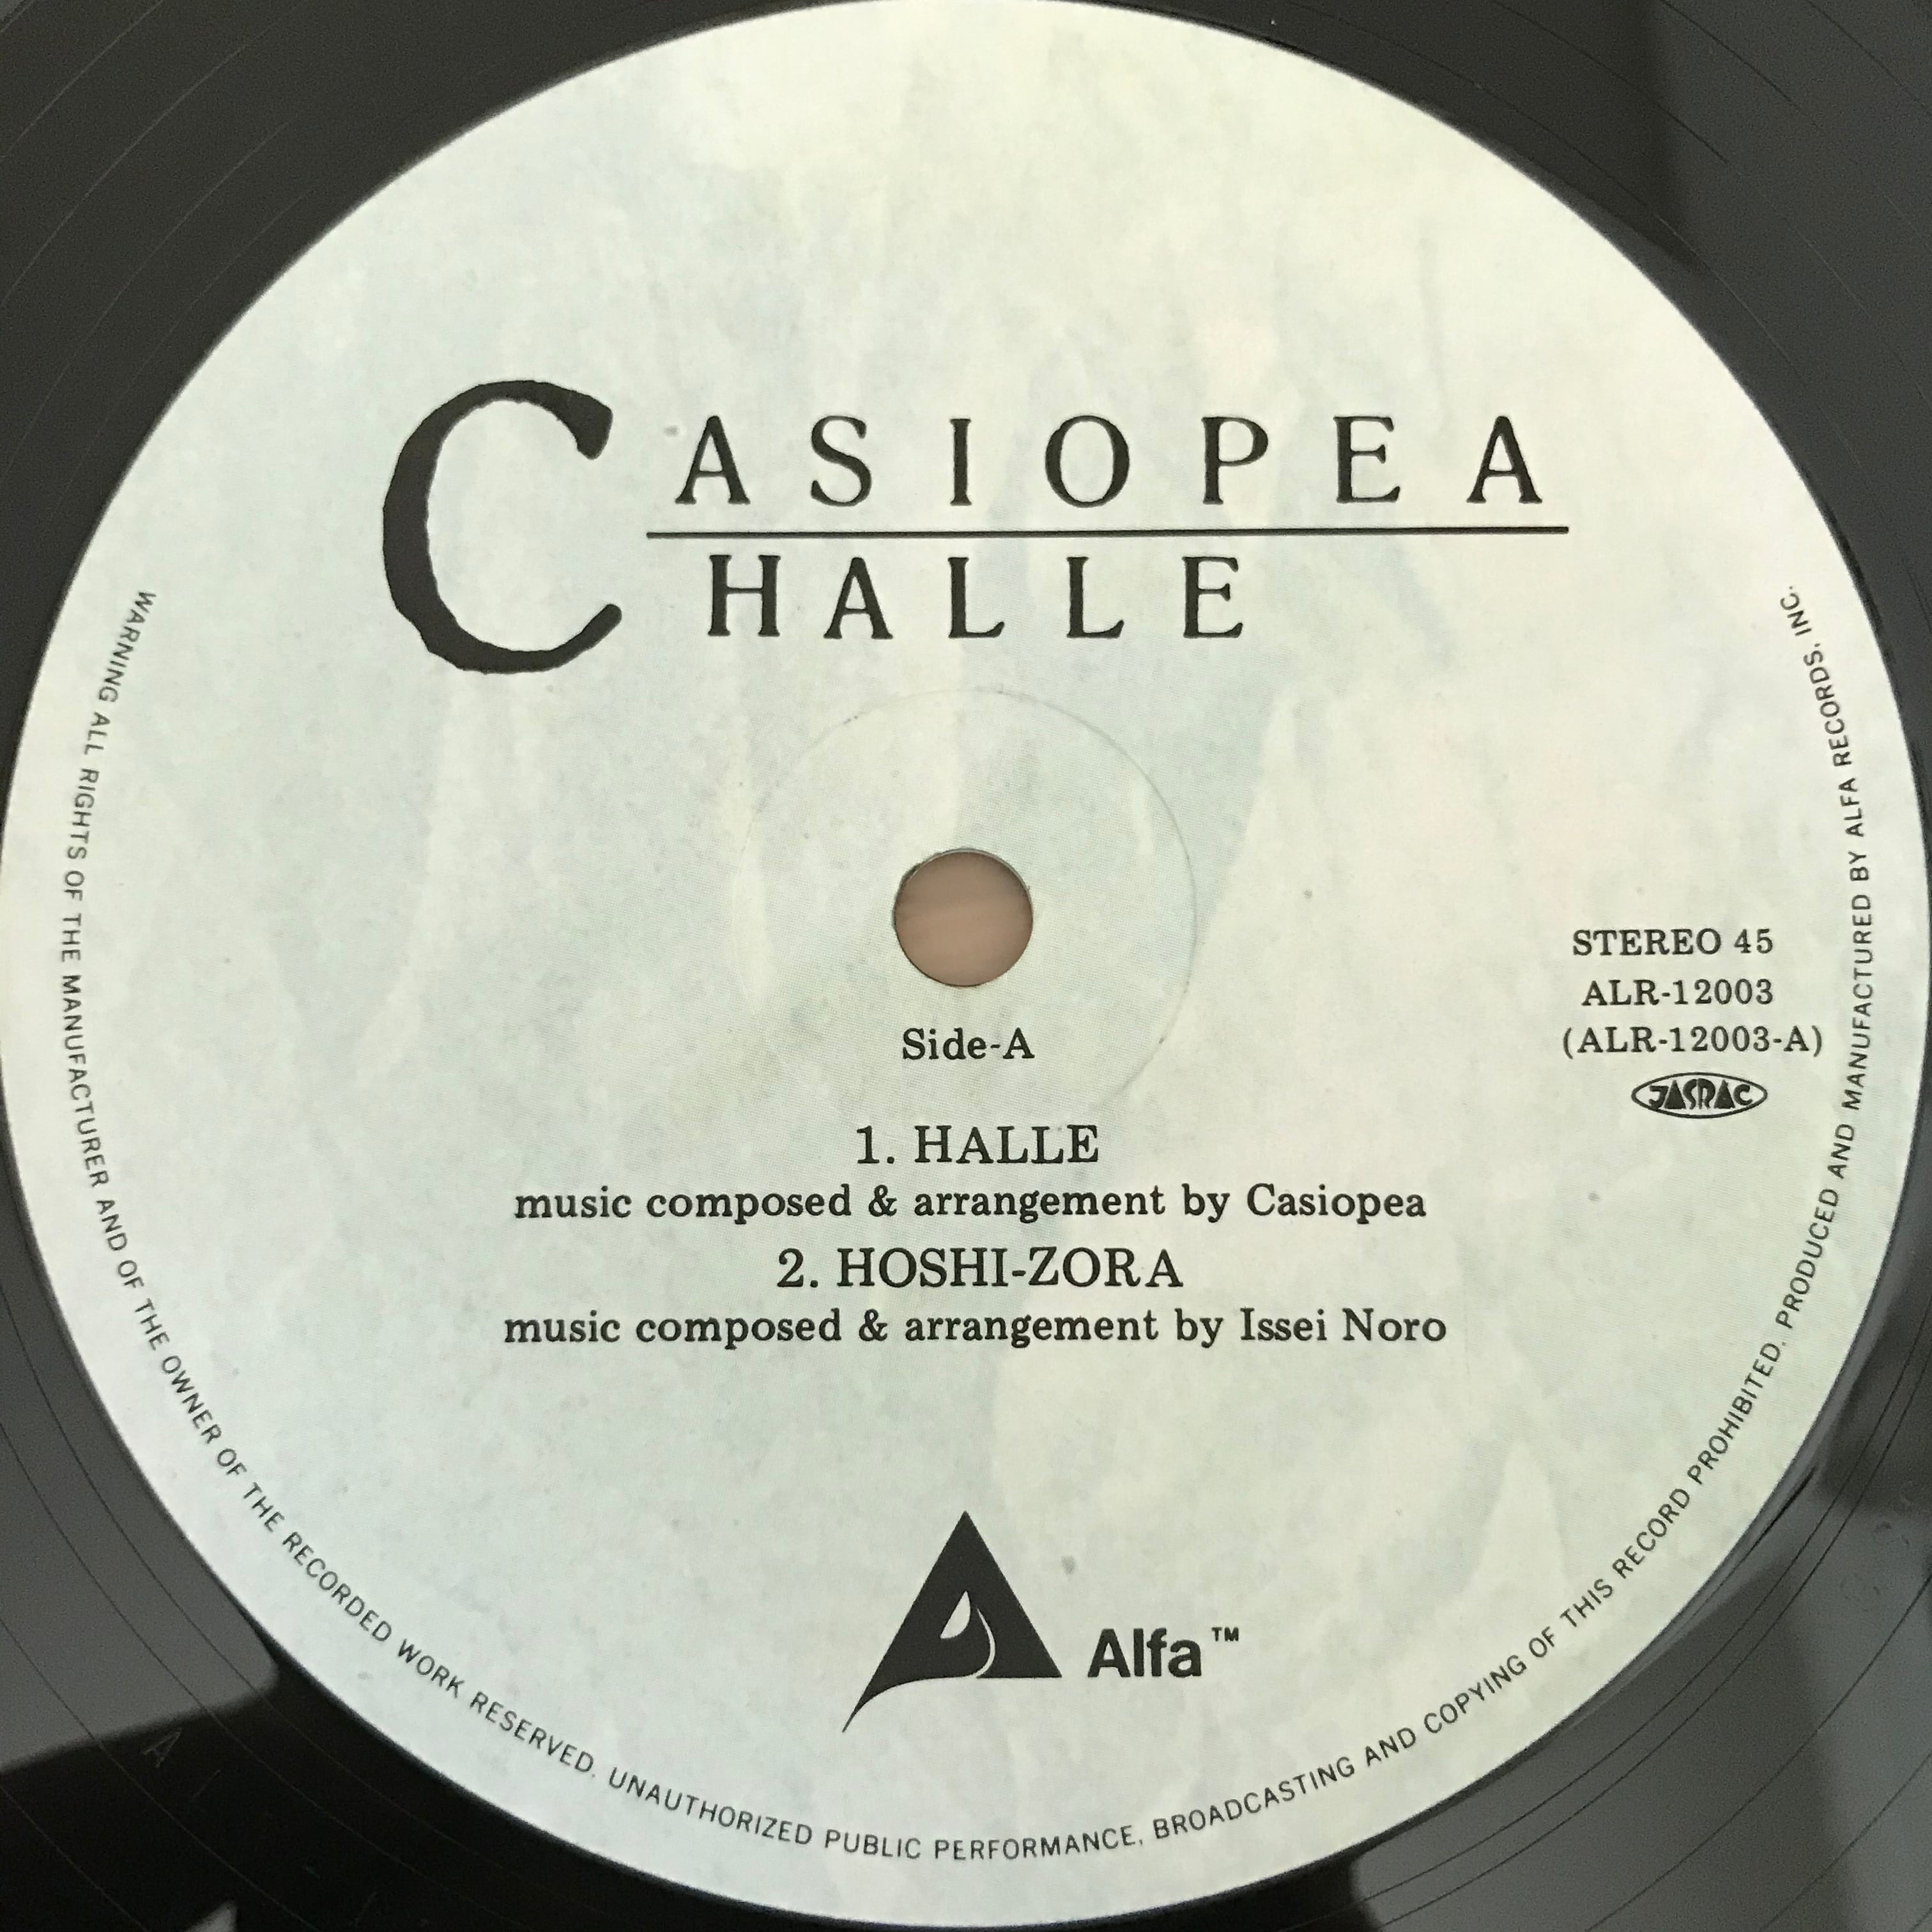 CASIOPEA
HALLE
STEREO 45
ALR-12003
(ALR-12003-A)
JASRAC
Side-A
1. HALLE
music composed & arrangement by Casiopea
2. HOSHI-ZORA
music composed & arrangement by Issei Noro
Alfa™
WARNING ALL RIGHTS OF THE MANUFACTURER AND OF THE OWNER OF THE RECORDED WORK RESERVED. UNAUTHORIZED PUBLIC PERFORMANCE, BROADCASTING AND COPYING OF THIS RECORD PROHIBITED. PRODUCED AND MANUFACTURED BY ALFA RECORDS, INC.